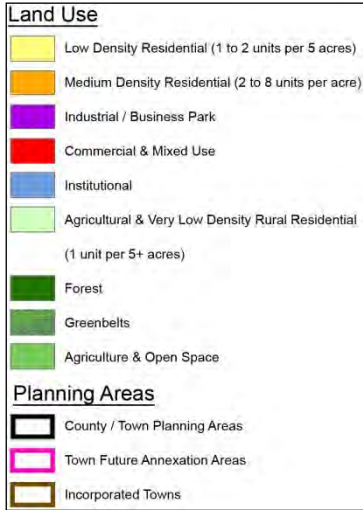 Land Use
Low Density Residential (1 to 2 units per 5 acres)
Medium Density Residential (2 to 8 units per acre)
Industrial / Business Park
Commercial & Mixed Use
Institutional
Agricultural & Very Low Density Rural Residential
(1 unit per 5+ acres)
Forest
Greenbelts
Agriculture & Open Space
Planning Areas
County / Town Planning Areas
Town Future Annexation Areas
Incorporated Towns